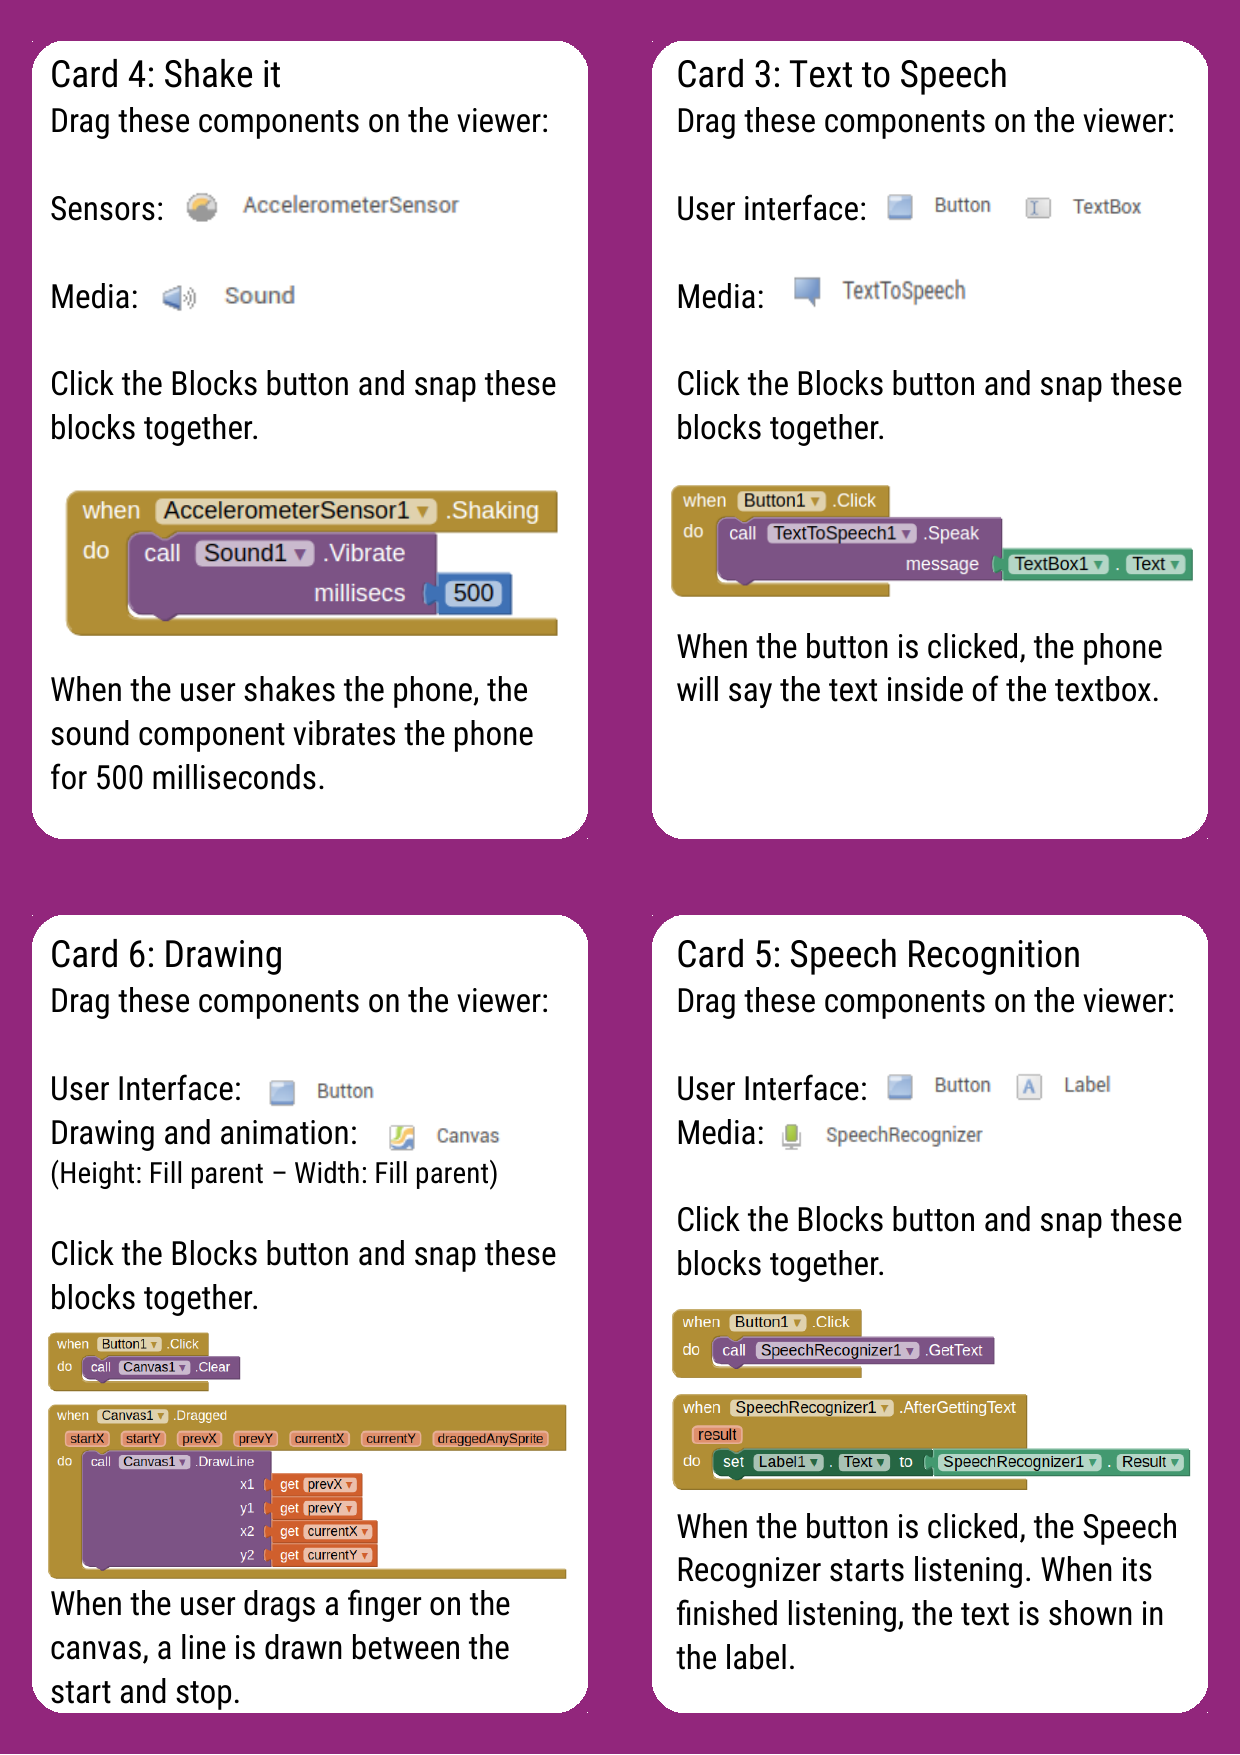 Card 4: Shake it
Drag these components on the viewer:
Sensors: AccelerometerSensor
Media: Sound
Click the Blocks button and snap these
blocks together.
when AccelerometerSensor1 .Shaking
do call Sound1 .Vibrate
millisecs 500
When the user shakes the phone, the
sound component vibrates the phone
for 500 milliseconds.
Card 3: Text to Speech
Drag these components on the viewer:
User interface: Button TextBox
Media: TextToSpeech
Click the Blocks button and snap these
blocks together.
when Button1 .Click
do call TextToSpeech1 .Speak
message TextBox1 . Text
When the button is clicked, the phone
will say the text inside of the textbox.
Card 6: Drawing
Drag these components on the viewer:
User Interface: Button
Drawing and animation: Canvas
(Height: Fill parent – Width: Fill parent)
Click the Blocks button and snap these
blocks together.
when Button1 .Click
do call Canvas1 .Clear
when Canvas1 .Dragged
startX startY prevX prevY currentX currentY draggedAnySprite
do call Canvas1 .DrawLine
x1 get prevX
y1 get prevY
x2 get currentX
y2 get currentY
When the user drags a finger on the
canvas, a line is drawn between the
start and stop.
Card 5: Speech Recognition
Drag these components on the viewer:
User Interface: Button A Label
Media: SpeechRecognizer
Click the Blocks button and snap these
blocks together.
when Button1 .Click
do call SpeechRecognizer1 .GetText
when SpeechRecognizer1 .AfterGettingText
result
do set Label1 . Text to SpeechRecognizer1 . Result
When the button is clicked, the Speech
Recognizer starts listening. When its
finished listening, the text is shown in
the label.